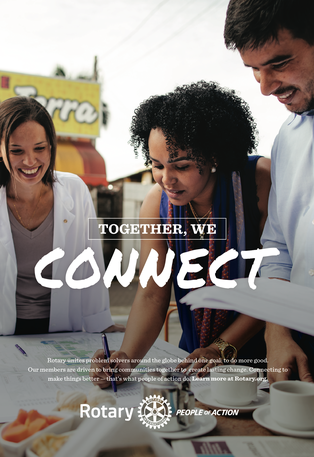 Terra
TOGETHER, WE
CONNECT
Rotary unites problem solvers around the globe behind one goal: to do more good.
Our members are driven to bring communities together to create lasting change. Connecting to
make things better — that's what people of action do. Learn more at Rotary.org.
Rotary PEOPLE OF ACTION